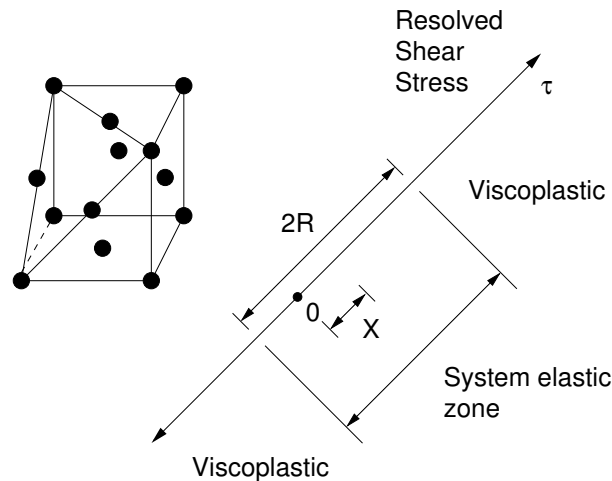 Resolved
Shear
Stress
τ
Viscoplastic
2R
0
X
System elastic
zone
Viscoplastic